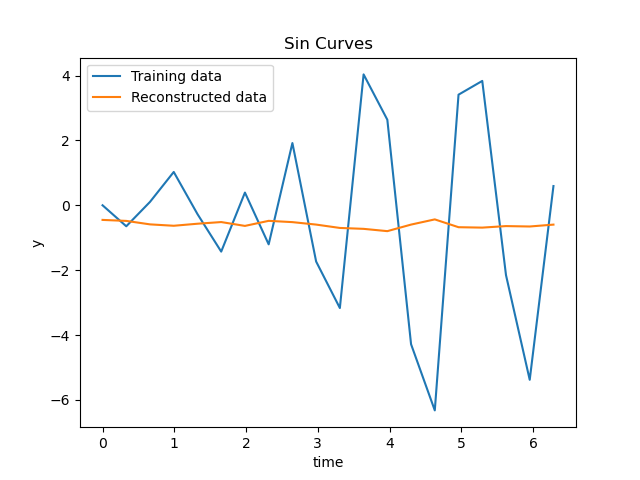 Sin Curves
Training data
Reconstructed data
4
2
0
−2
−4
−6
y
0 1 2 3 4 5 6
time